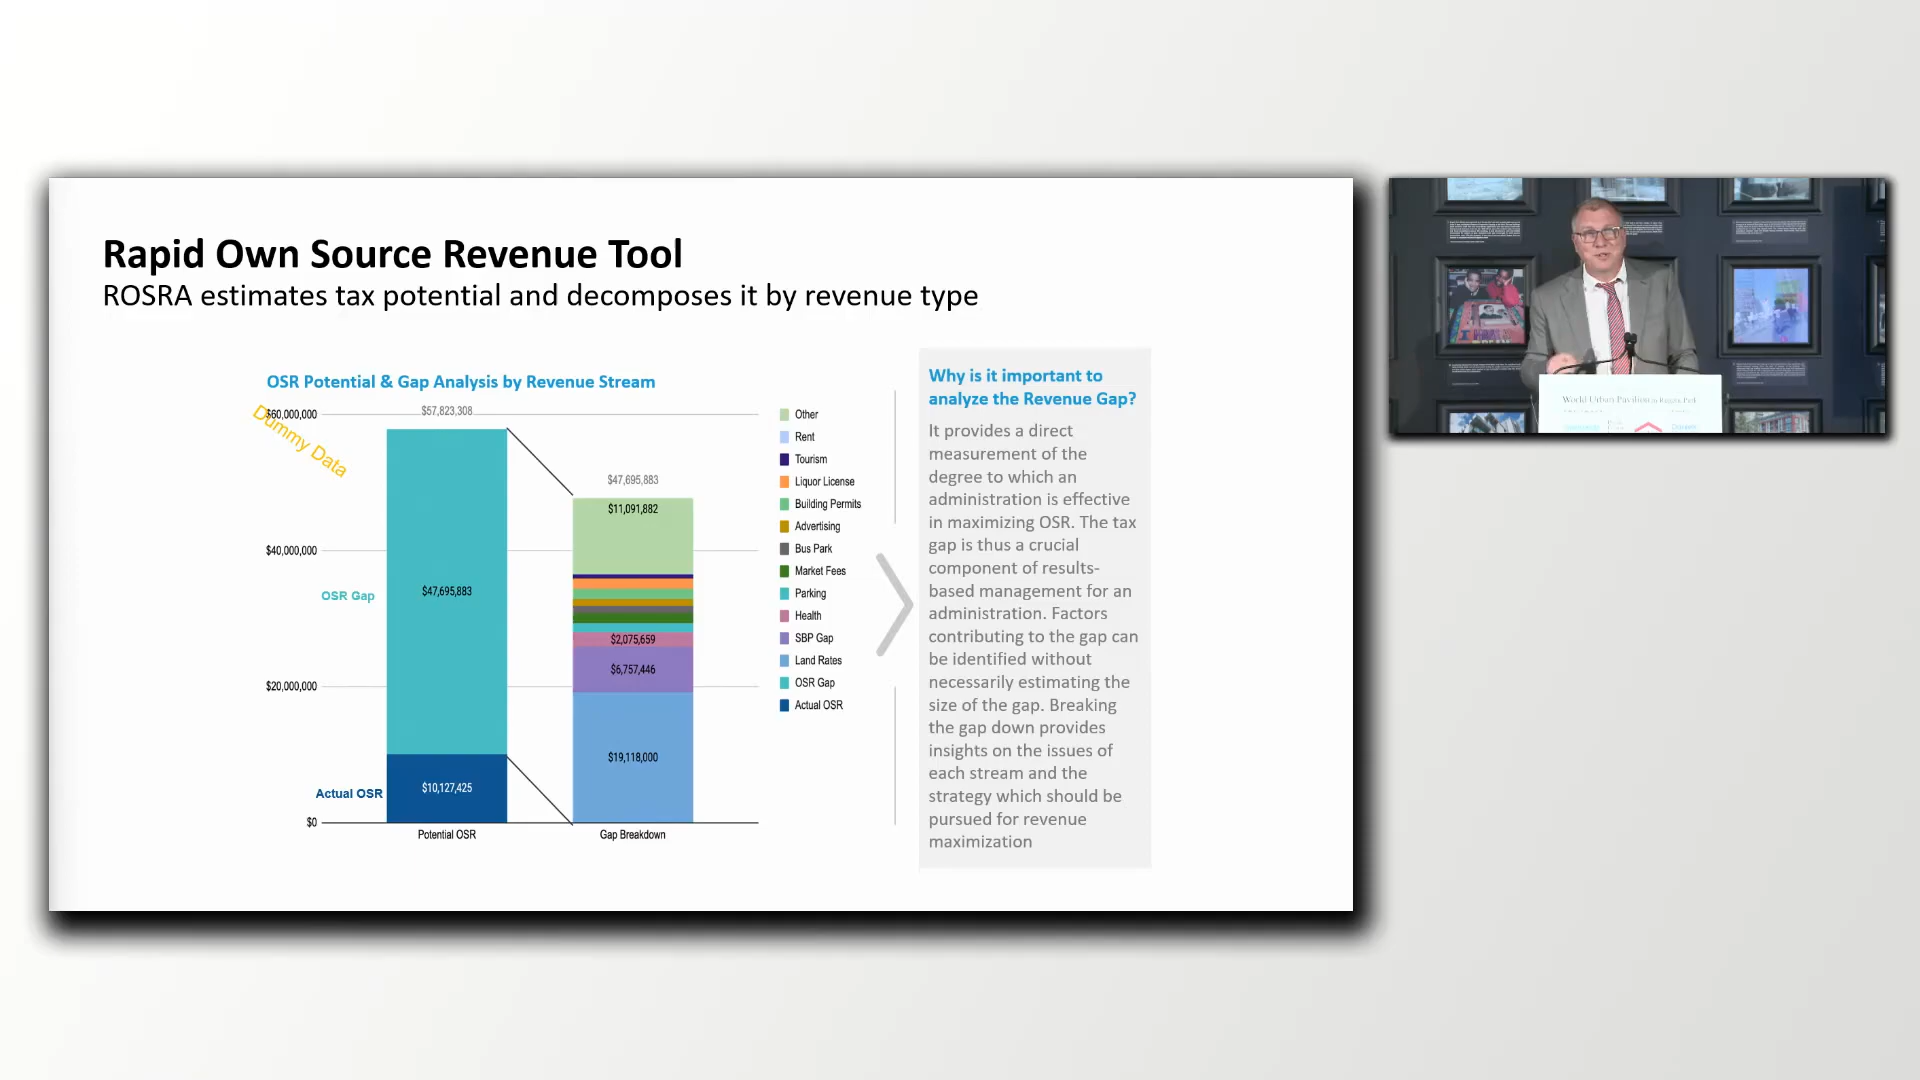 Rapid Own Source Revenue Tool
ROSRA estimates tax potential and decomposes it by revenue type
OSR Potential & Gap Analysis by Revenue Stream
Dummy Data
$60,000,000
$40,000,000
$20,000,000
$0
OSR Gap
Actual OSR
$57,823,308
$47,695,883
$10,127,425
Potential OSR
$47,695,883
$11,091,882
$2,075,659
$6,757,446
$19,118,000
Gap Breakdown
Other
Rent
Tourism
Liquor License
Building Permits
Advertising
Bus Park
Market Fees
Parking
Health
SBP Gap
Land Rates
OSR Gap
Actual OSR
Why is it important to
analyze the Revenue Gap?
It provides a direct
measurement of the
degree to which an
administration is effective
in maximizing OSR. The tax
gap is thus a crucial
component of results-
based management for an
administration. Factors
contributing to the gap can
be identified without
necessarily estimating the
size of the gap. Breaking
the gap down provides
insights on the issues of
each stream and the
strategy which should be
pursued for revenue
maximization
World Urban Pavilion in Regent Park